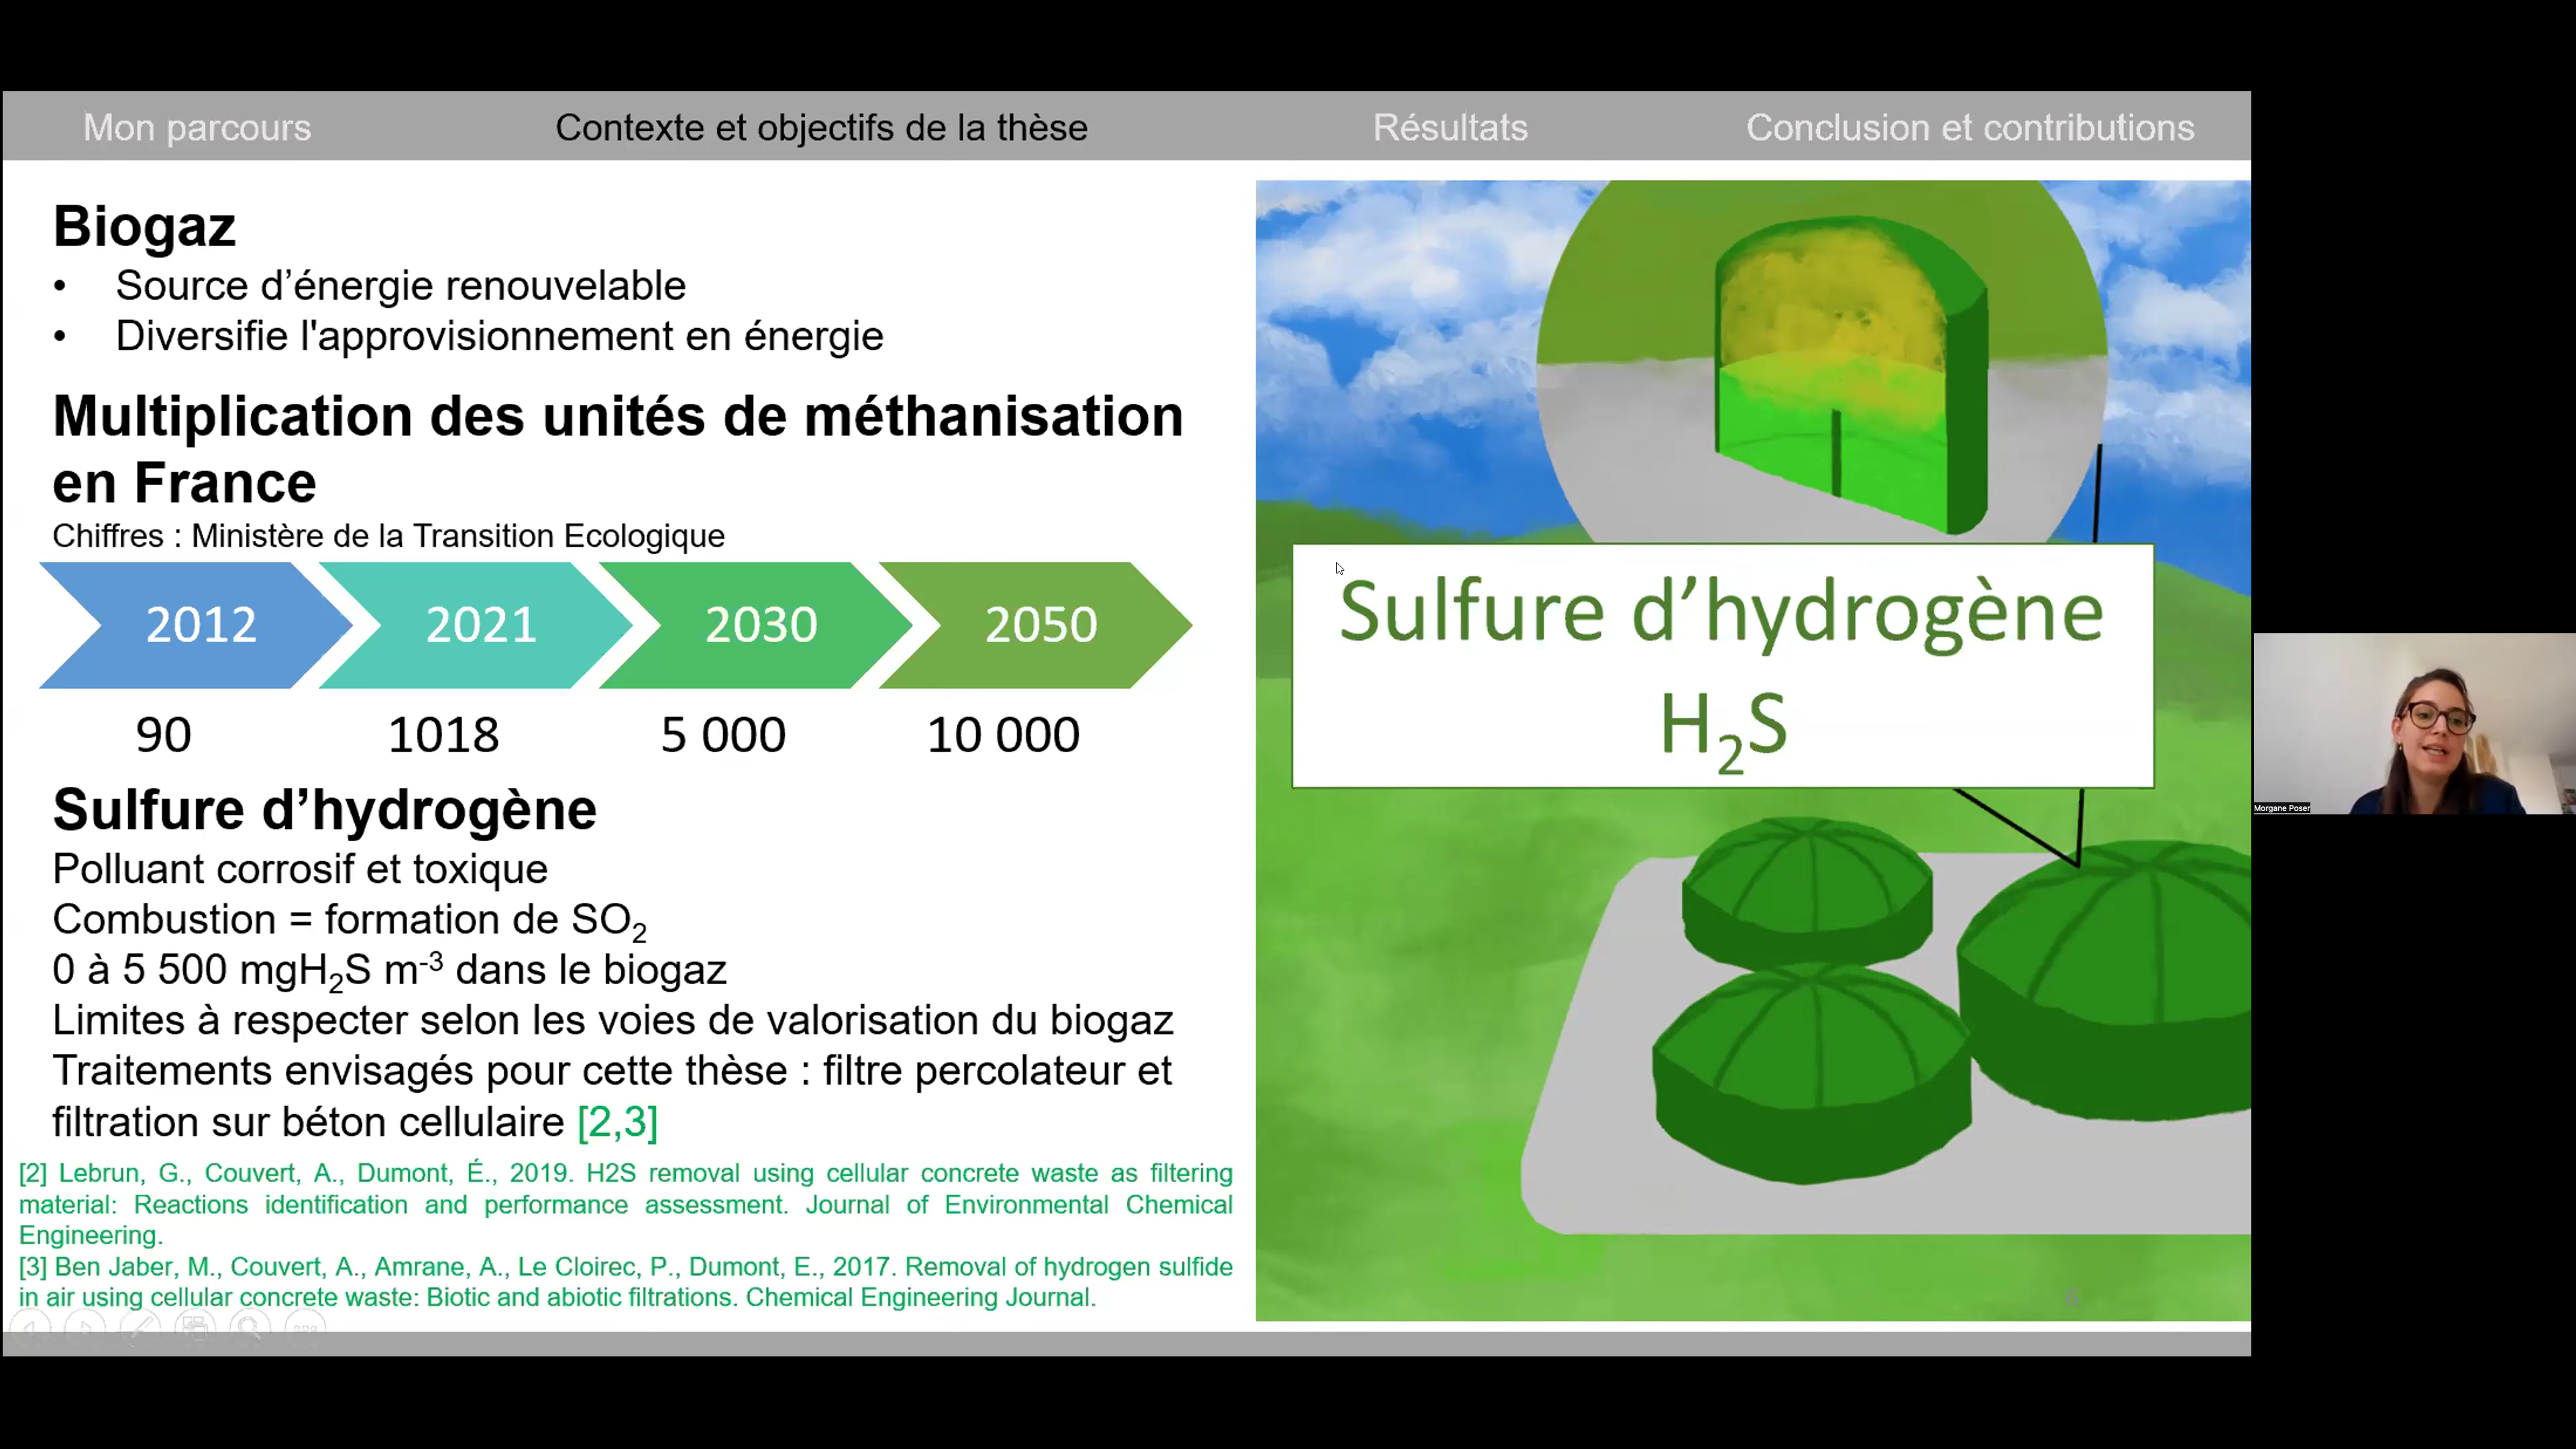 Mon parcours
Contexte et objectifs de la thèse
Résultats
Conclusion et contributions
Biogaz
• Source d’énergie renouvelable
• Diversifie l'approvisionnement en énergie
Multiplication des unités de méthanisation
en France
Chiffres : Ministère de la Transition Ecologique
2012 2021 2030 2050
90 1018 5 000 10 000
Sulfure d’hydrogène
Polluant corrosif et toxique
Combustion = formation de SO₂
0 à 5 500 mgH₂S m⁻³ dans le biogaz
Limites à respecter selon les voies de valorisation du biogaz
Traitements envisagés pour cette thèse : filtre percolateur et
filtration sur béton cellulaire [2,3]
[2] Lebrun, G., Couvert, A., Dumont, É., 2019. H2S removal using cellular concrete waste as filtering
material: Reactions identification and performance assessment. Journal of Environmental Chemical
Engineering.
[3] Ben Jaber, M., Couvert, A., Amrane, A., Le Cloirec, P., Dumont, E., 2017. Removal of hydrogen sulfide
in air using cellular concrete waste: Biotic and abiotic filtrations. Chemical Engineering Journal.
Sulfure d’hydrogène
H₂S
6
Morgane Poser